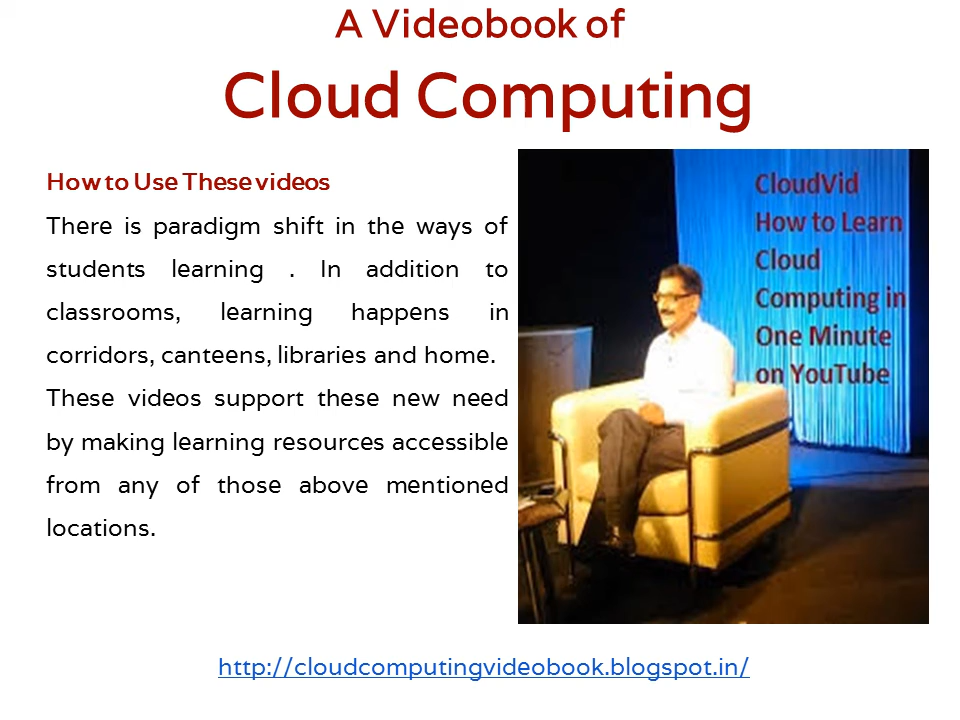 A Videobook of
Cloud Computing
How to Use These videos
There is paradigm shift in the ways of
students learning . In addition to
classrooms, learning happens in
corridors, canteens, libraries and home.
These videos support these new need
by making learning resources accessible
from any of those above mentioned
locations.
CloudVid
How to Learn
Cloud
Computing in
One Minute
on YouTube
http://cloudcomputingvideobook.blogspot.in/